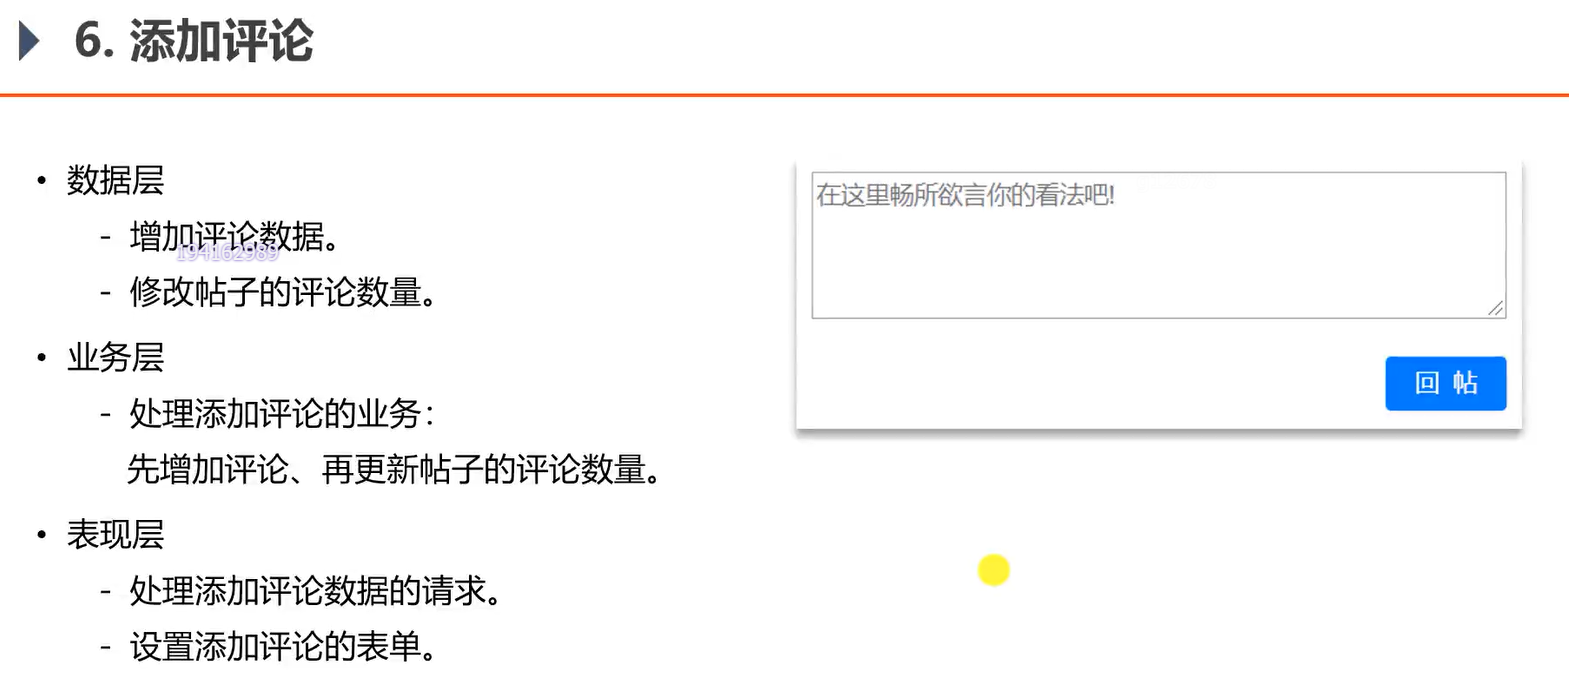 6. 添加评论
• 数据层
- 增加评论数据。
194162989
- 修改帖子的评论数量。
• 业务层
- 处理添加评论的业务：
先增加评论、再更新帖子的评论数量。
• 表现层
- 处理添加评论数据的请求。
- 设置添加评论的表单。
在这里畅所欲言你的看法吧!
回 帖